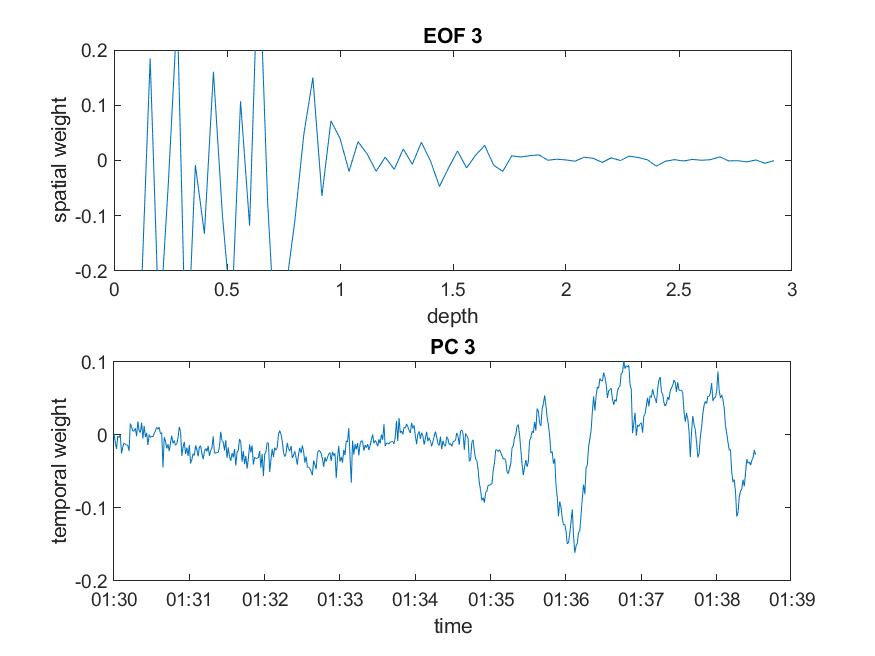 EOF 3
0.2
0.1
0
-0.1
-0.2
spatial weight
0 0.5 1 1.5 2 2.5 3
depth
PC 3
0.1
0
-0.1
-0.2
temporal weight
01:30 01:31 01:32 01:33 01:34 01:35 01:36 01:37 01:38 01:39
time